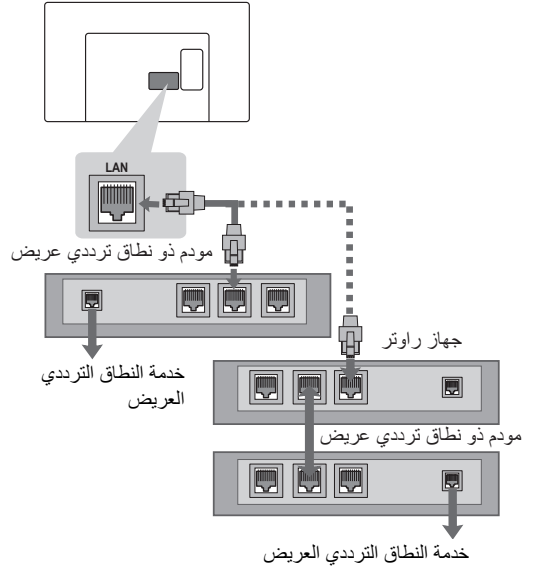 LAN
مودم ذو نطاق ترددي عريض
جهاز راوتر
خدمة النطاق الترددي
العريض
مودم ذو نطاق ترددي عريض
خدمة النطاق الترددي العريض